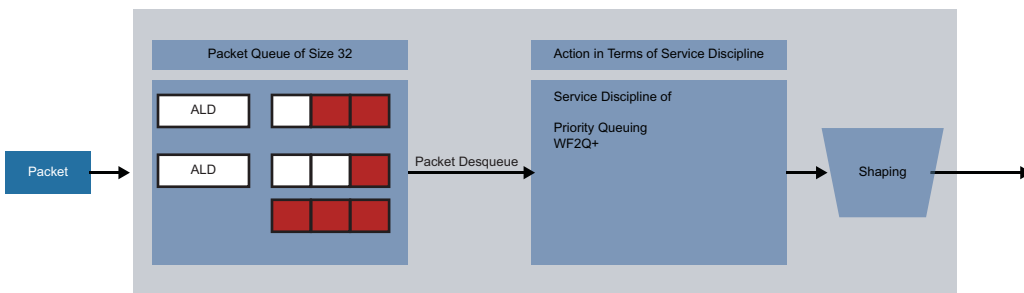 Packet
Packet Queue of Size 32
ALD
ALD
Packet Desqueue
Action in Terms of Service Discipline
Service Discipline of
Priority Queuing
WF2Q+
Shaping